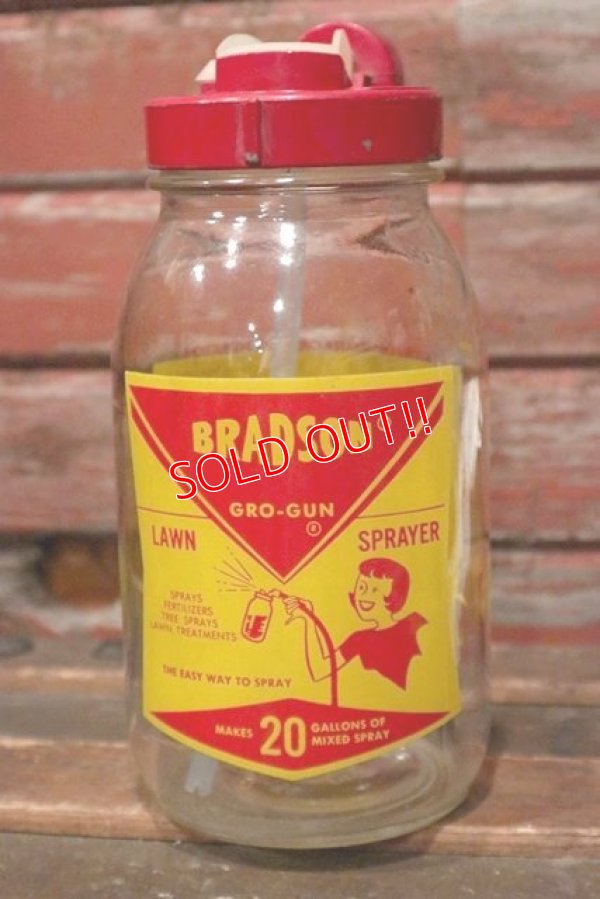 BRADSON
SOLD OUT!!
GRO-GUN
®
LAWN SPRAYER
SPRAYS
FERTILIZERS
TREE SPRAYS
LAWN TREATMENTS
THE EASY WAY TO SPRAY
MAKES 20 GALLONS OF
MIXED SPRAY